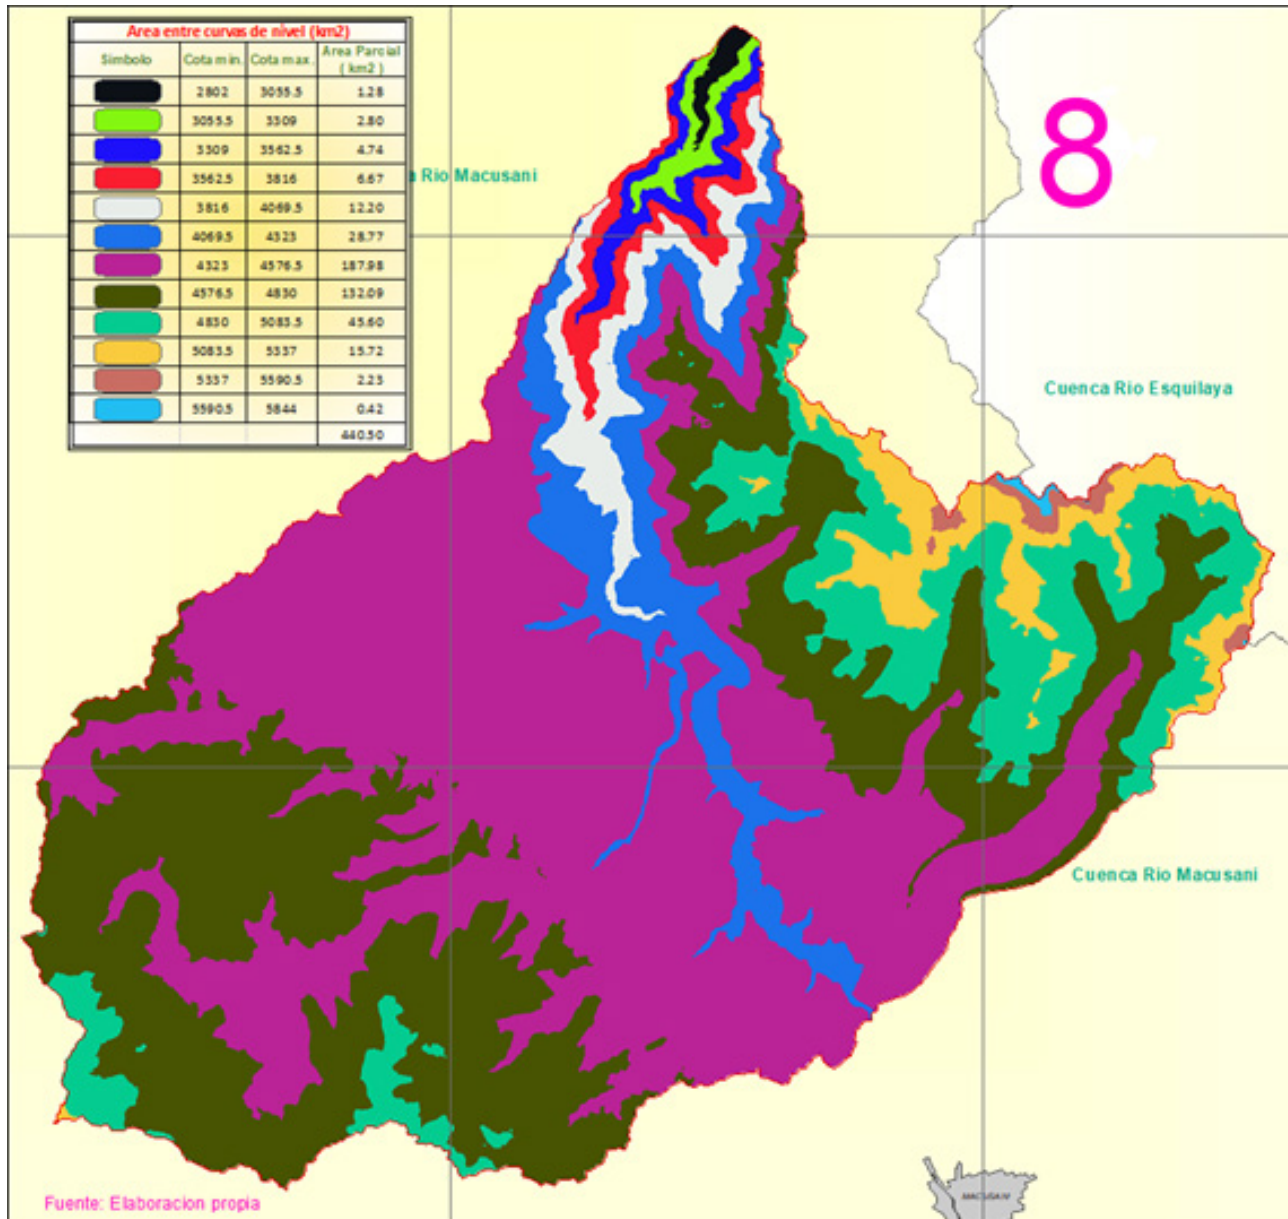 Area entre curvas de nivel (km2)
Simbolo Cota min. Cota max. Area Parcial
( km2 )
2802 3055.5 1.28
3055.5 3309 2.80
3309 3562.5 4.74
3562.5 3816 6.67
3816 4069.5 12.20
4069.5 4323 28.77
4323 4576.5 187.98
4576.5 4830 132.09
4830 5083.5 45.60
5083.5 5337 15.72
5337 5590.5 2.23
5590.5 5844 0.42
440.50
Rio Macusani
8
Cuenca Rio Esquilaya
Cuenca Rio Macusani
MACUSANI
Fuente: Elaboracion propia